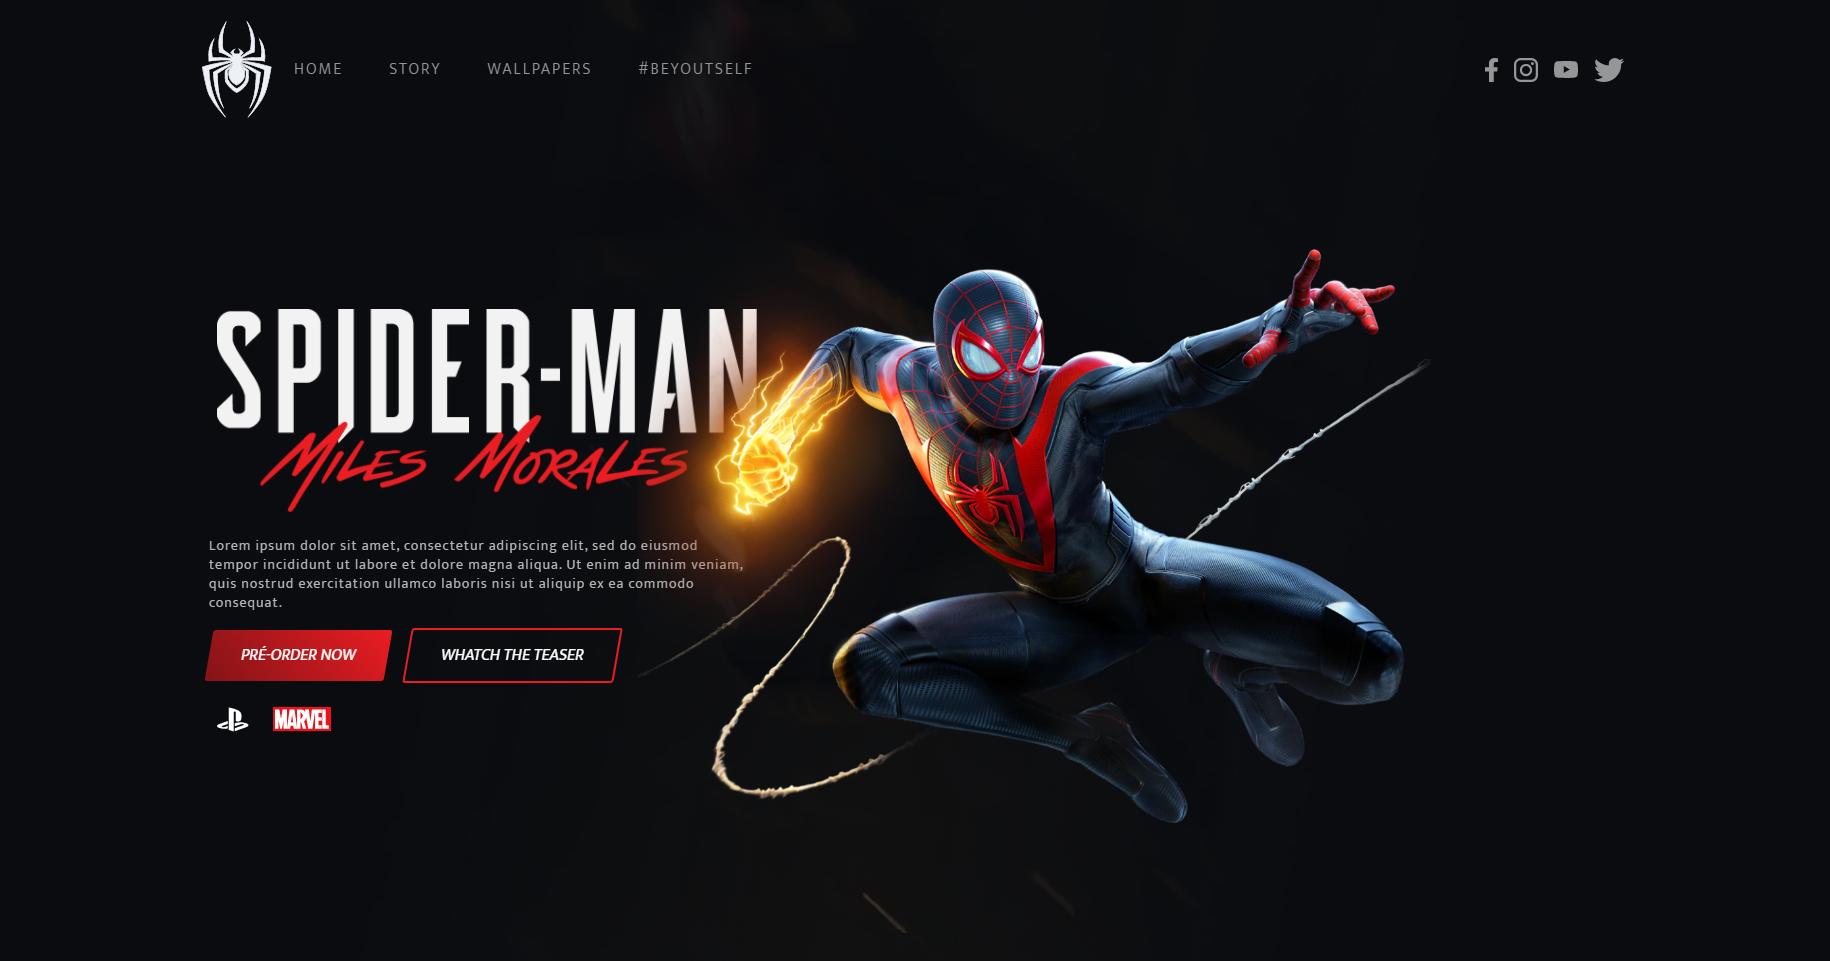 HOME
STORY
WALLPAPERS
#BEYOUTSELF
SPIDER-MAN
MILES MORALES
Lorem ipsum dolor sit amet, consectetur adipiscing elit, sed do eiusmod
tempor incididunt ut labore et dolore magna aliqua. Ut enim ad minim veniam,
quis nostrud exercitation ullamco laboris nisi ut aliquip ex ea commodo
consequat.
PRÉ-ORDER NOW
WHATCH THE TEASER
MARVEL